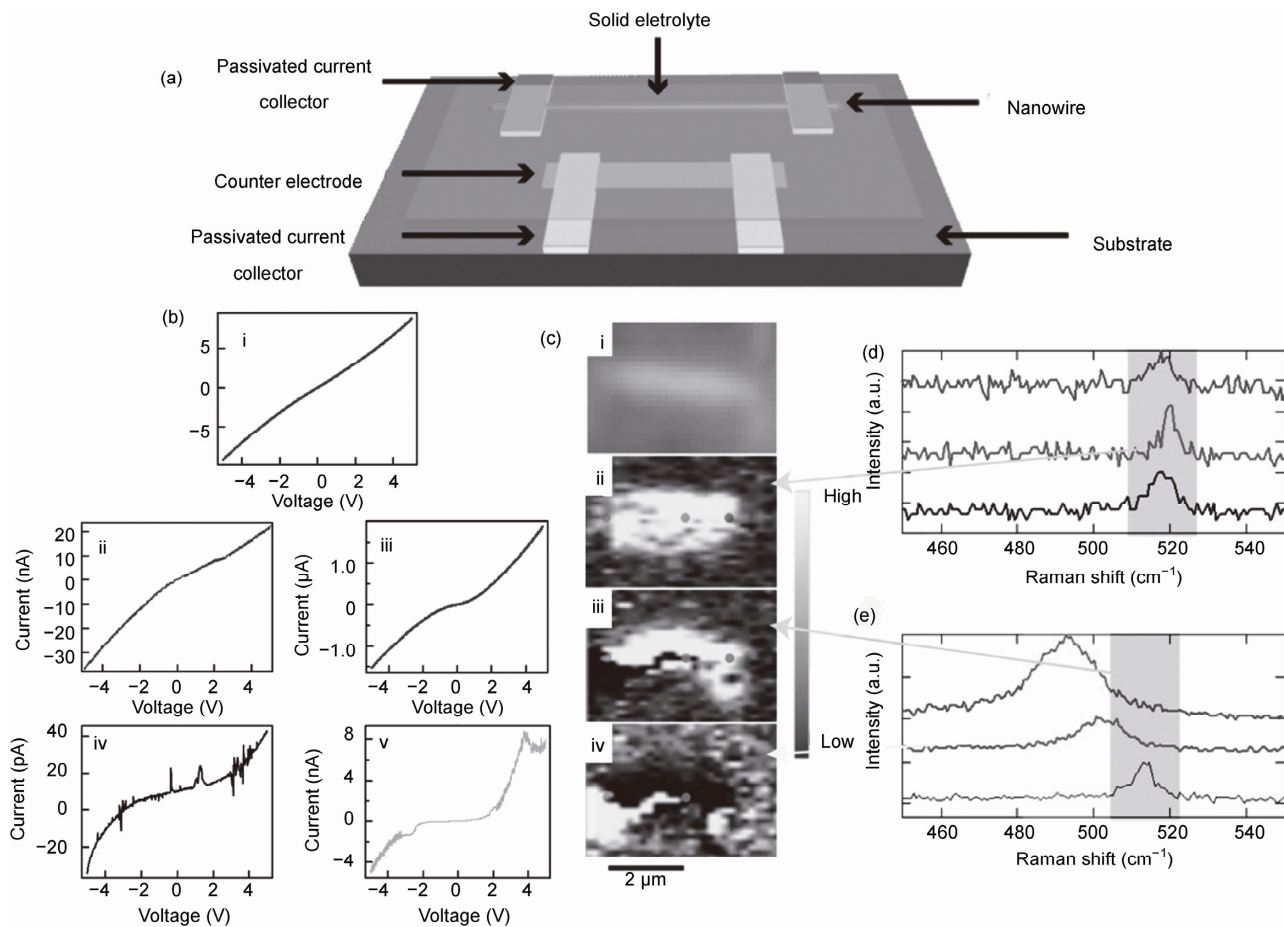 Solid eletrolyte
(a)
Passivated current
collector
Nanowire
Counter electrode
Passivated current
collector
Substrate
(b)
i
5
0
−5
−4 −2 0 2 4
Voltage (V)
ii
Current (nA)
20
10
0
−10
−20
−30
−4 −2 0 2 4
Voltage (V)
iii
Current (μA)
1.0
0
−1.0
−4 −2 0 2 4
Voltage (V)
iv
Current (pA)
40
20
0
−20
−4 −2 0 2 4
Voltage (V)
v
Current (nA)
8
4
0
−4
−4 −2 0 2 4
Voltage (V)
(c)
i
ii
iii
iv
2 μm
High
Low
(d)
Intensity (a.u.)
460 480 500 520 540
Raman shift (cm⁻¹)
(e)
Intensity (a.u.)
460 480 500 520 540
Raman shift (cm⁻¹)